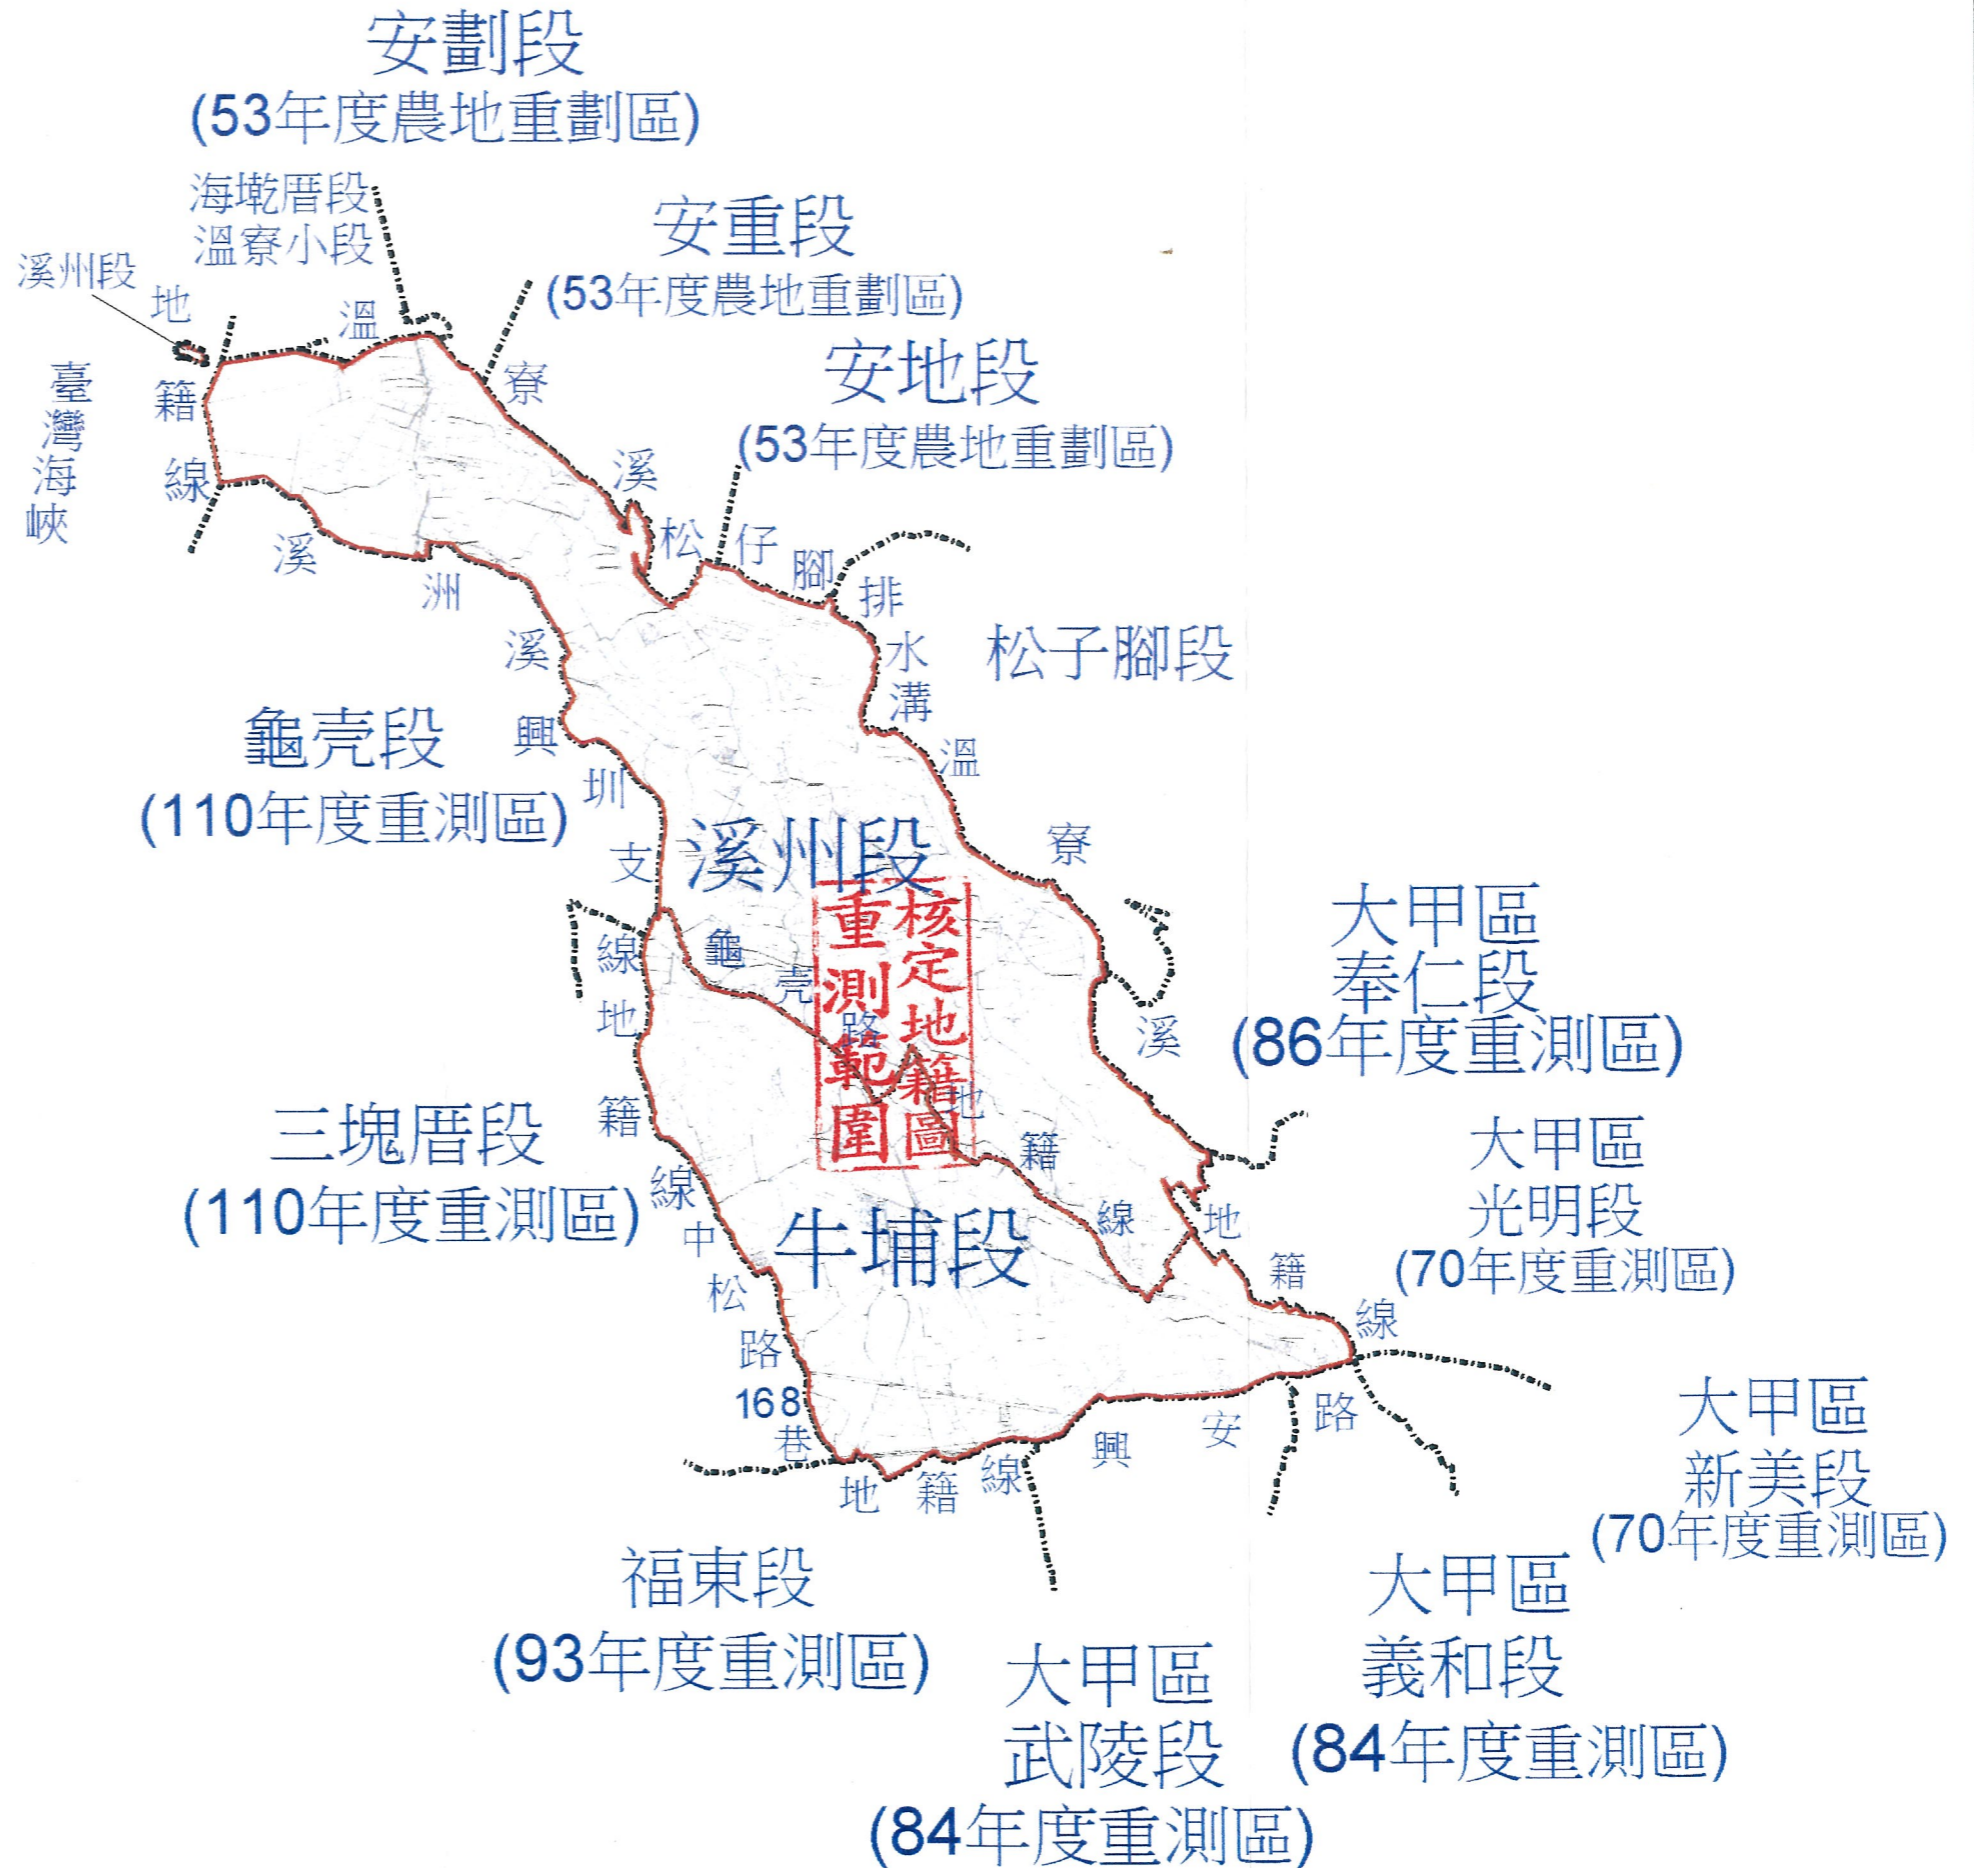 安劃段
(53年度農地重劃區)
海墘厝段
溫寮小段
安重段
(53年度農地重劃區)
溪州段
安地段
(53年度農地重劃區)
臺灣海峽
地籍線
溫寮溪
松仔腳排水溝
松子腳段
溪洲溪
龜壳段
(110年度重測區)
興圳支線
溫寮溪
溪州段
核定地籍圖
重測範圍
龜壳路
地籍線
大甲區
奉仁段
(86年度重測區)
地籍線
三塊厝段
(110年度重測區)
牛埔段
大甲區
光明段
(70年度重測區)
地籍線
中松路168巷
地籍線
興安路
大甲區
新美段
(70年度重測區)
福東段
(93年度重測區)
大甲區
義和段
(84年度重測區)
大甲區
武陵段
(84年度重測區)